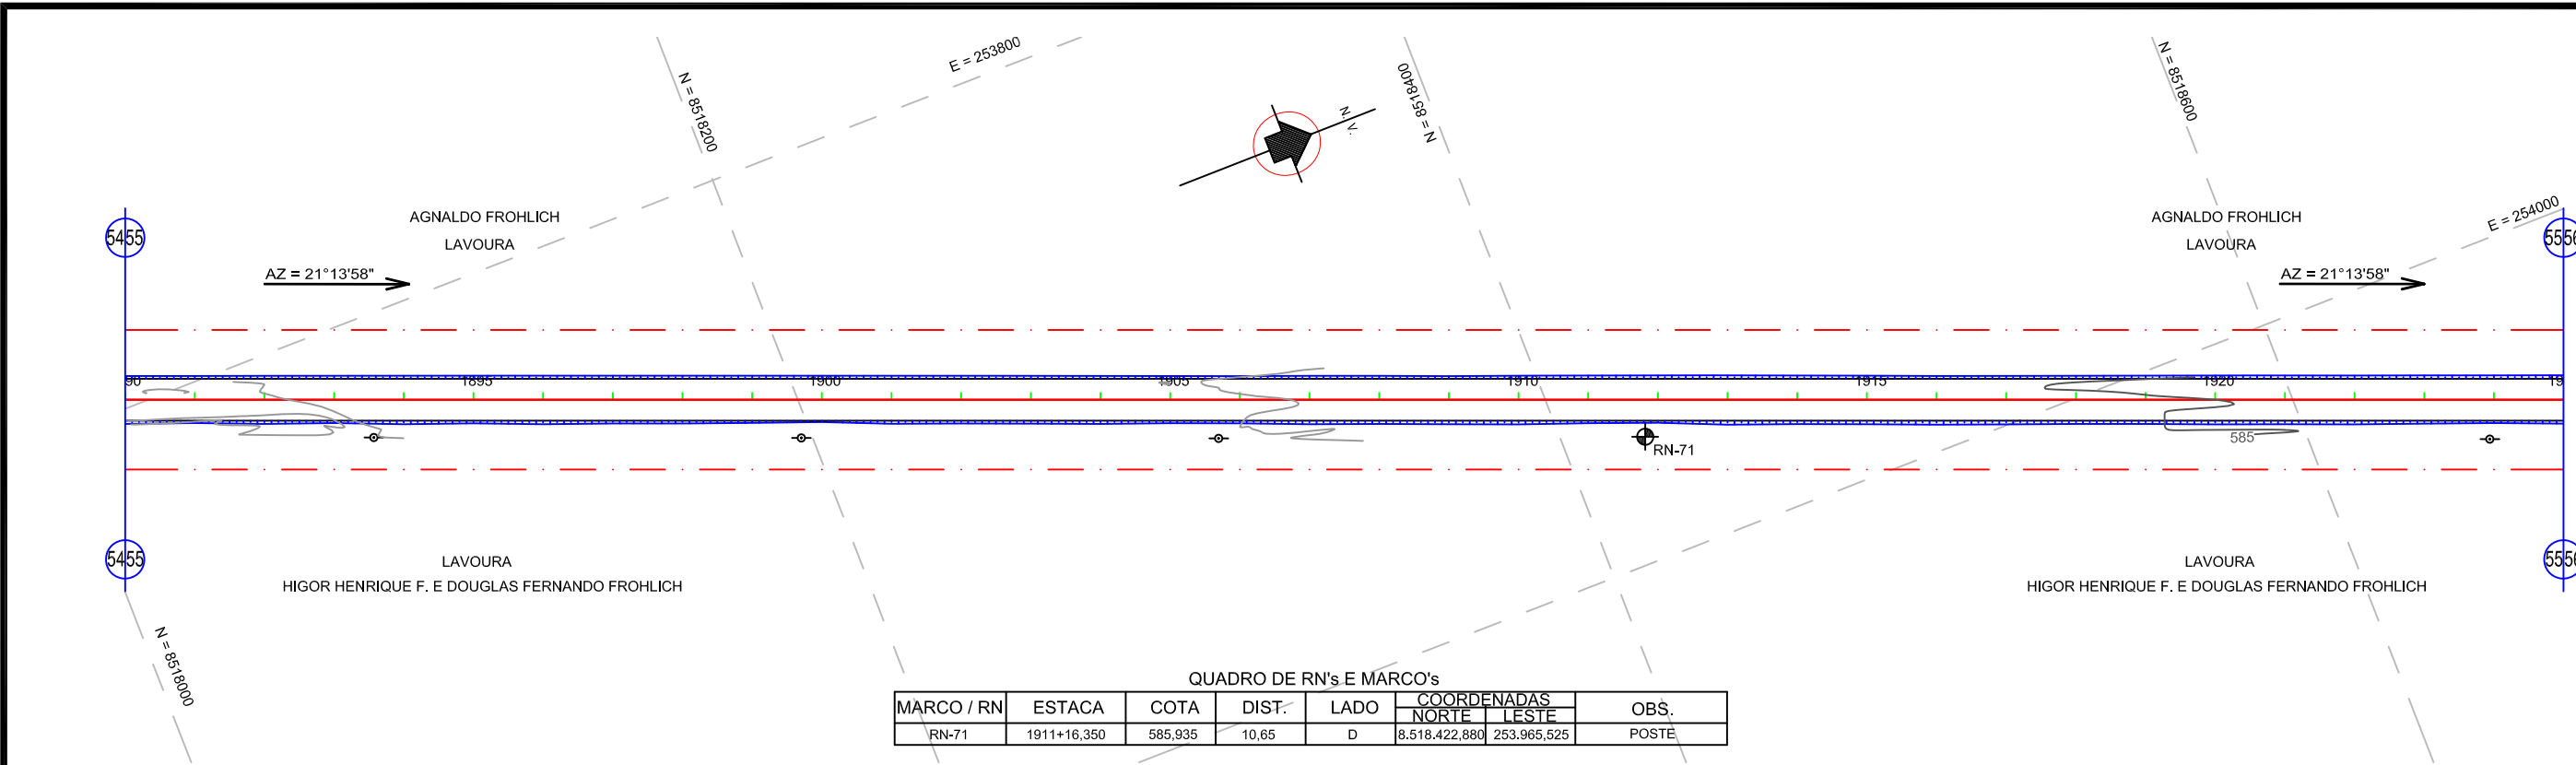 E = 253800
N = 8518200
N = 8518400
N = 8518600
N. V.
E = 254000
AGNALDO FROHLICH
LAVOURA
AGNALDO FROHLICH
LAVOURA
5455
AZ = 21°13'58"
AZ = 21°13'58"
90
1895
1900
1905
1910
1915
1920
19
RN-71
585
5455
LAVOURA
HIGOR HENRIQUE F. E DOUGLAS FERNANDO FROHLICH
LAVOURA
HIGOR HENRIQUE F. E DOUGLAS FERNANDO FROHLICH
N = 8518000
QUADRO DE RN's E MARCO's
MARCO / RN ESTACA COTA DIST. LADO COORDENADAS OBS.
NORTE LESTE
RN-71 1911+16,350 585,935 10,65 D 8.518.422,880 253.965,525 POSTE